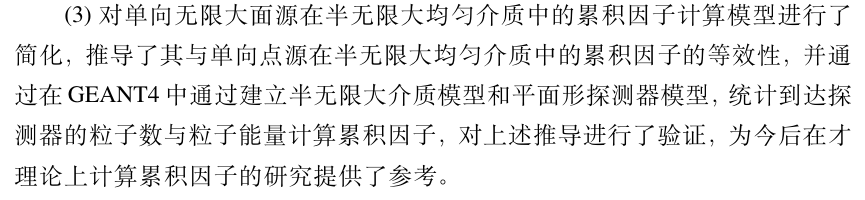 (3) 对单向无限大面源在半无限大均匀介质中的累积因子计算模型进行了
简化，推导了其与单向点源在半无限大均匀介质中的累积因子的等效性，并通
过在 GEANT4 中通过建立半无限大介质模型和平面形探测器模型，统计到达探
测器的粒子数与粒子能量计算累积因子，对上述推导进行了验证，为今后在才
理论上计算累积因子的研究提供了参考。